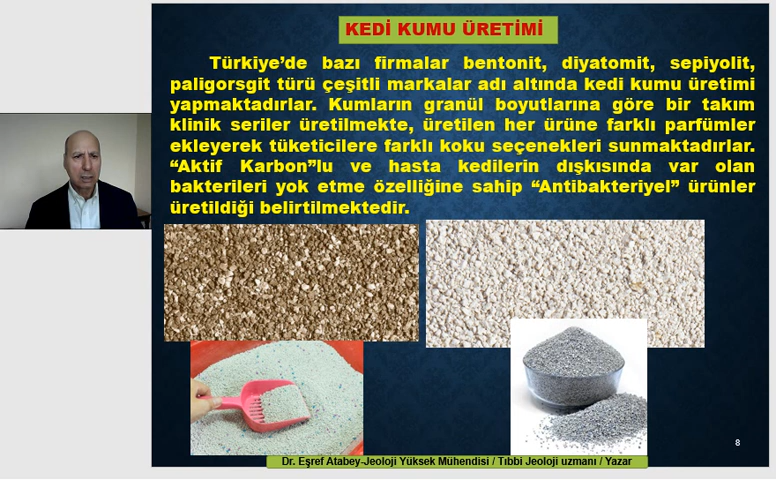 KEDİ KUMU ÜRETİMİ
Türkiye’de bazı firmalar bentonit, diyatomit, sepiyolit,
paligorsgit türü çeşitli markalar adı altında kedi kumu üretimi
yapmaktadırlar. Kumların granül boyutlarına göre bir takım
klinik seriler üretilmekte, üretilen her ürüne farklı parfümler
ekleyerek tüketicilere farklı koku seçenekleri sunmaktadırlar.
“Aktif Karbon”lu ve hasta kedilerin dışkısında var olan
bakterileri yok etme özelliğine sahip “Antibakteriyel” ürünler
üretildiği belirtilmektedir.
8
Dr. Eşref Atabey-Jeoloji Yüksek Mühendisi / Tıbbi Jeoloji uzmanı / Yazar